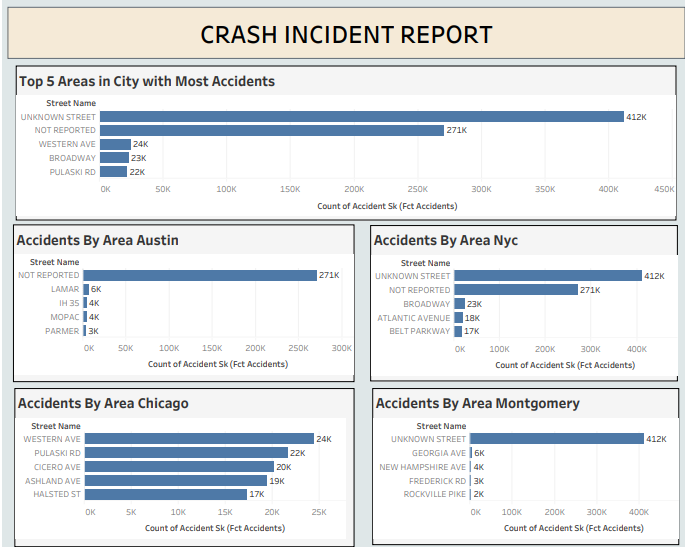 CRASH INCIDENT REPORT
Top 5 Areas in City with Most Accidents
Street Name
UNKNOWN STREET 412K
NOT REPORTED 271K
WESTERN AVE 24K
BROADWAY 23K
PULASKI RD 22K
0K 50K 100K 150K 200K 250K 300K 350K 400K 450K
Count of Accident Sk (Fct Accidents)
Accidents By Area Austin
Street Name
NOT REPORTED 271K
LAMAR 6K
IH 35 4K
MOPAC 4K
PARMER 3K
0K 50K 100K 150K 200K 250K 300K
Count of Accident Sk (Fct Accidents)
Accidents By Area Nyc
Street Name
UNKNOWN STREET 412K
NOT REPORTED 271K
BROADWAY 23K
ATLANTIC AVENUE 18K
BELT PARKWAY 17K
0K 100K 200K 300K 400K
Count of Accident Sk (Fct Accidents)
Accidents By Area Chicago
Street Name
WESTERN AVE 24K
PULASKI RD 22K
CICERO AVE 20K
ASHLAND AVE 19K
HALSTED ST 17K
0K 5K 10K 15K 20K 25K
Count of Accident Sk (Fct Accidents)
Accidents By Area Montgomery
Street Name
UNKNOWN STREET 412K
GEORGIA AVE 6K
NEW HAMPSHIRE AVE 4K
FREDERICK RD 3K
ROCKVILLE PIKE 2K
0K 100K 200K 300K 400K
Count of Accident Sk (Fct Accidents)